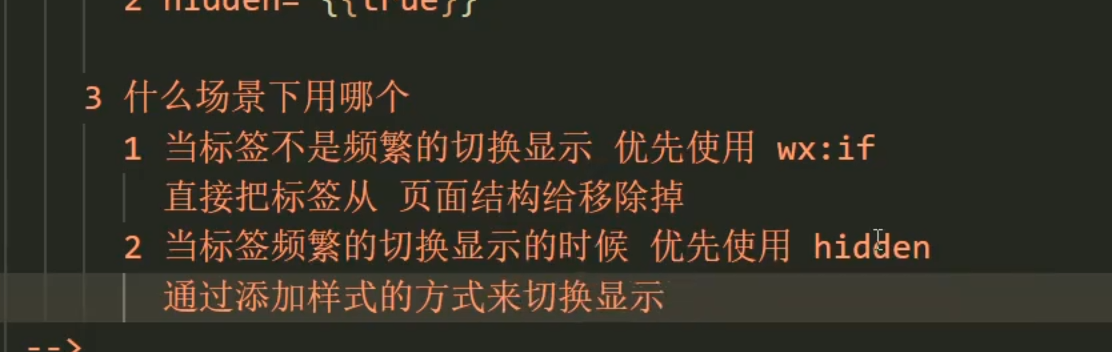 2 hidden="{{true}}
3 什么场景下用哪个
1 当标签不是频繁的切换显示 优先使用 wx:if
直接把标签从 页面结构给移除掉
2 当标签频繁的切换显示的时候 优先使用 hidden
通过添加样式的方式来切换显示
-->